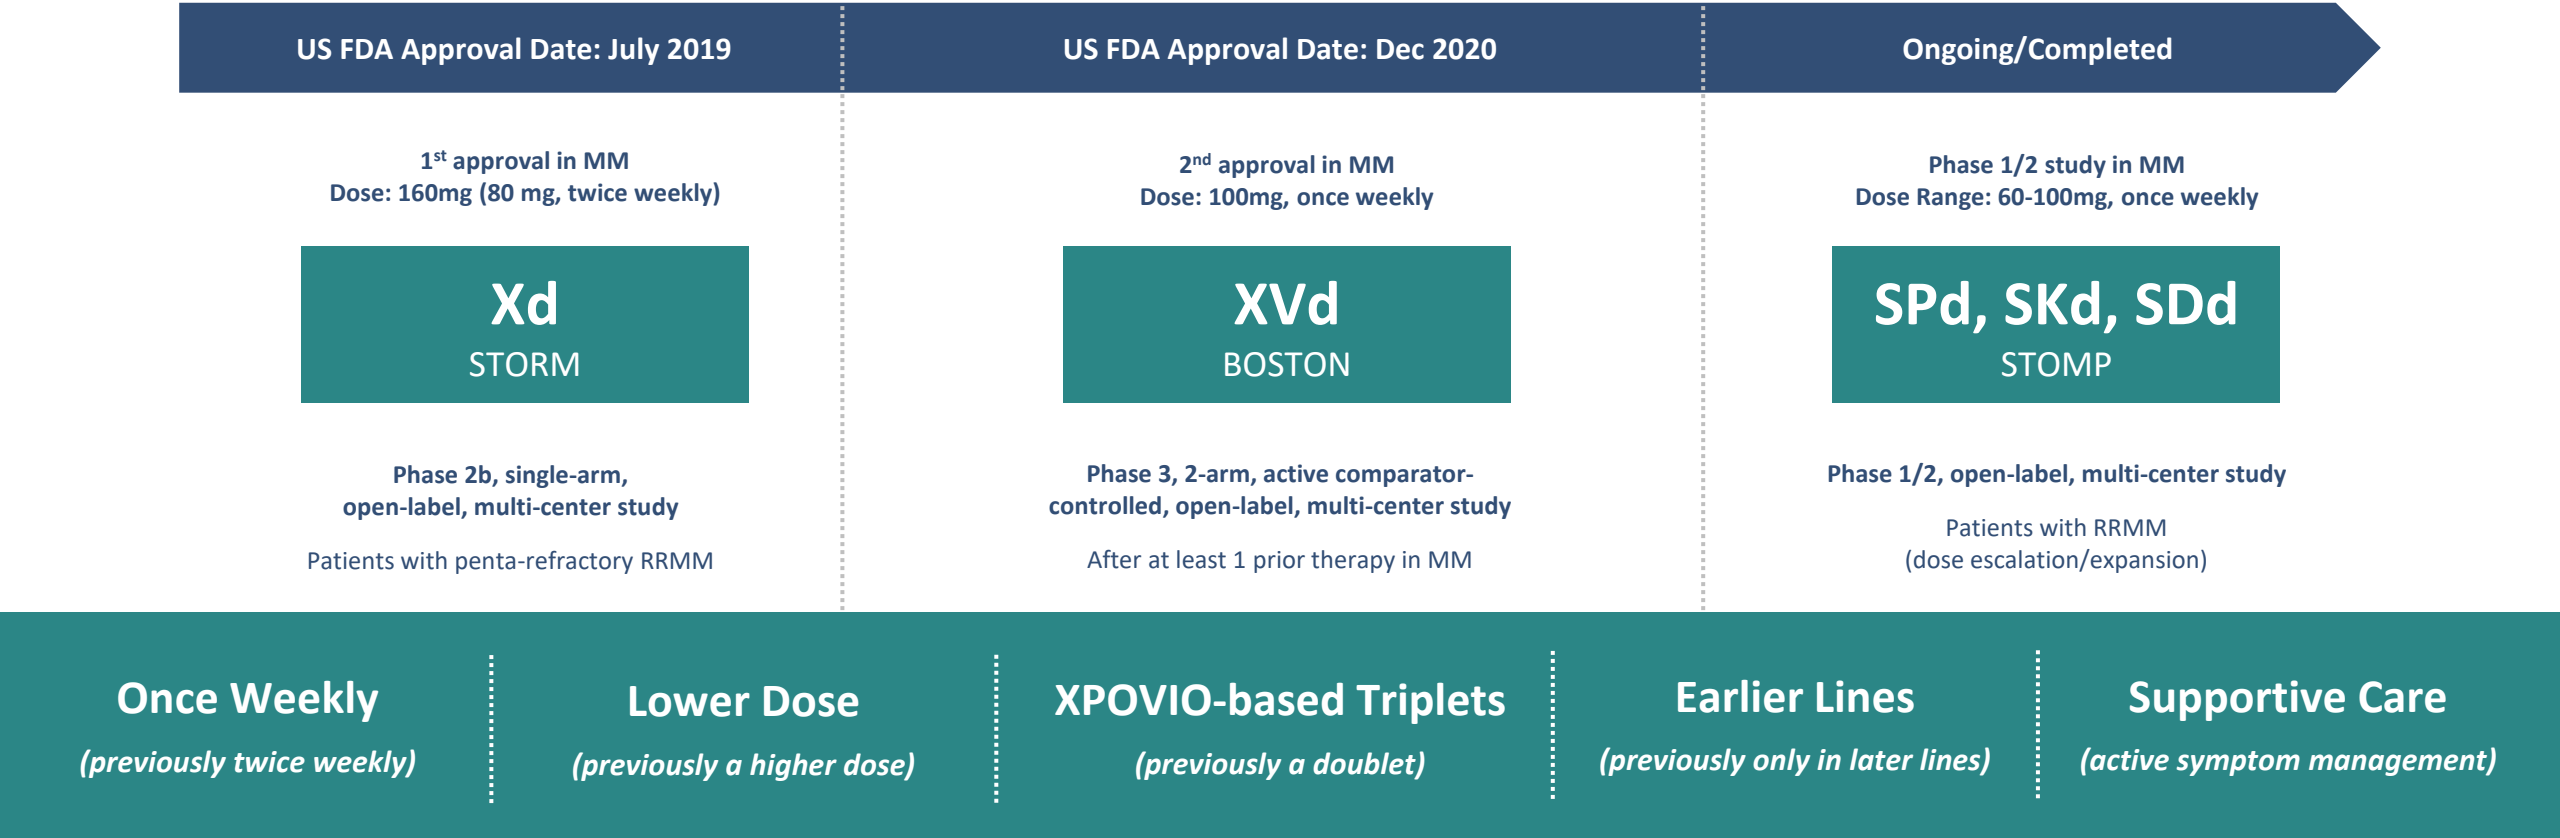 US FDA Approval Date: July 2019
US FDA Approval Date: Dec 2020
Ongoing/Completed
1st approval in MM
Dose: 160mg (80 mg, twice weekly)
2nd approval in MM
Dose: 100mg, once weekly
Phase 1/2 study in MM
Dose Range: 60-100mg, once weekly
Xd
STORM
XVd
BOSTON
SPd, SKd, SDd
STOMP
Phase 2b, single-arm,
open-label, multi-center study
Patients with penta-refractory RRMM
Phase 3, 2-arm, active comparator-
controlled, open-label, multi-center study
After at least 1 prior therapy in MM
Phase 1/2, open-label, multi-center study
Patients with RRMM
(dose escalation/expansion)
Once Weekly
(previously twice weekly)
Lower Dose
(previously a higher dose)
XPOVIO-based Triplets
(previously a doublet)
Earlier Lines
(previously only in later lines)
Supportive Care
(active symptom management)